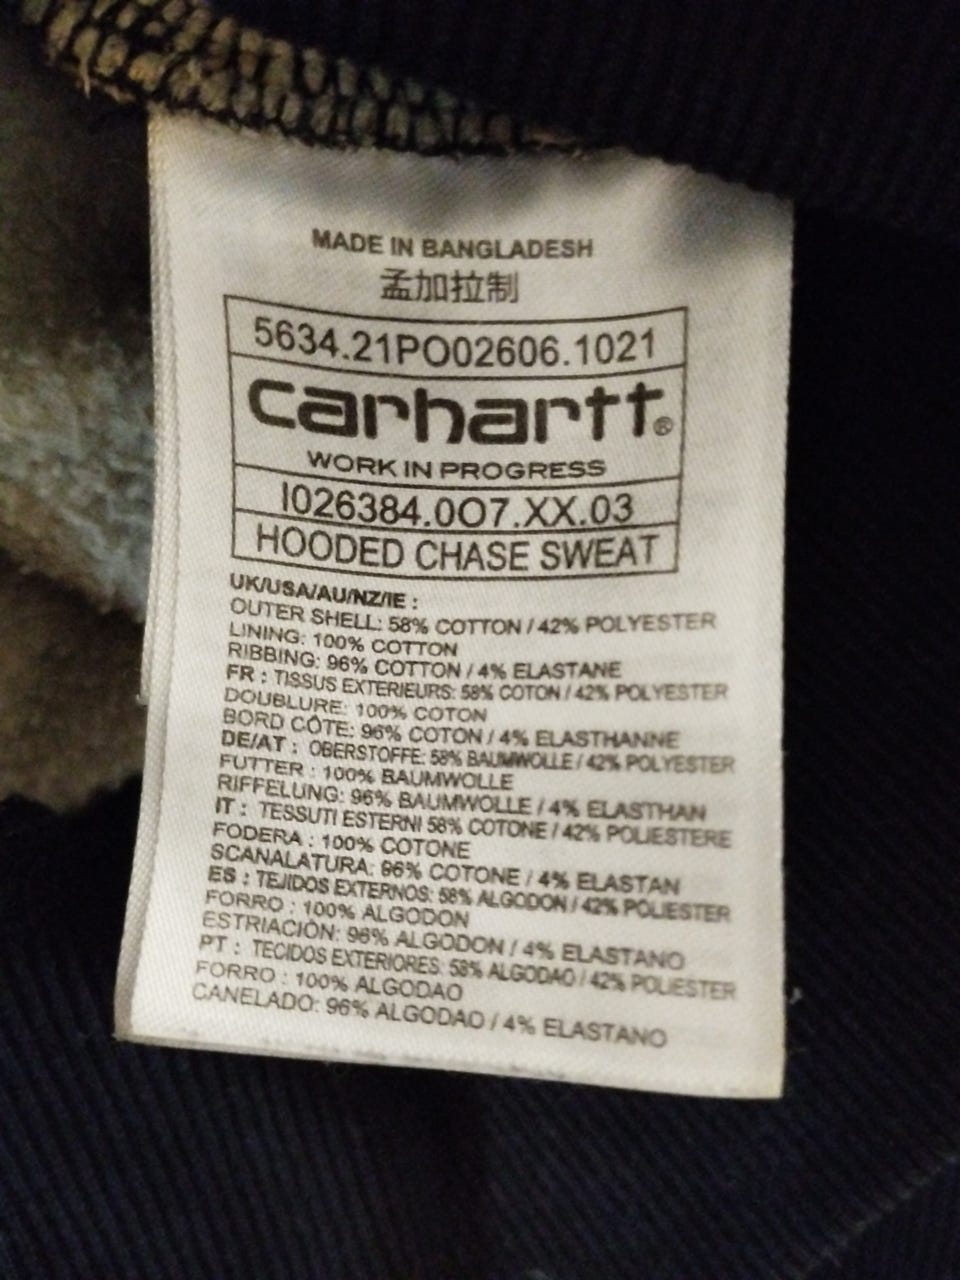 MADE IN BANGLADESH
孟加拉制
5634.21PO02606.1021
carhartt®
WORK IN PROGRESS
I026384.0O7.XX.03
HOODED CHASE SWEAT
UK/USA/AU/NZ/IE :
OUTER SHELL: 58% COTTON / 42% POLYESTER
LINING: 100% COTTON
RIBBING: 96% COTTON / 4% ELASTANE
FR : TISSUS EXTERIEURS: 58% COTON / 42% POLYESTER
DOUBLURE: 100% COTON
BORD CÔTE: 96% COTON / 4% ELASTHANNE
DE/AT : OBERSTOFFE: 58% BAUMWOLLE / 42% POLYESTER
FUTTER : 100% BAUMWOLLE
RIFFELUNG: 96% BAUMWOLLE / 4% ELASTHAN
IT : TESSUTI ESTERNI 58% COTONE / 42% POLIESTERE
FODERA : 100% COTONE
SCANALATURA: 96% COTONE / 4% ELASTAN
ES : TEJIDOS EXTERNOS: 58% ALGODON / 42% POLIESTER
FORRO : 100% ALGODON
ESTRIACIÓN: 96% ALGODON / 4% ELASTANO
PT : TECIDOS EXTERIORES: 58% ALGODAO / 42% POLIESTER
FORRO : 100% ALGODAO
CANELADO: 96% ALGODAO / 4% ELASTANO